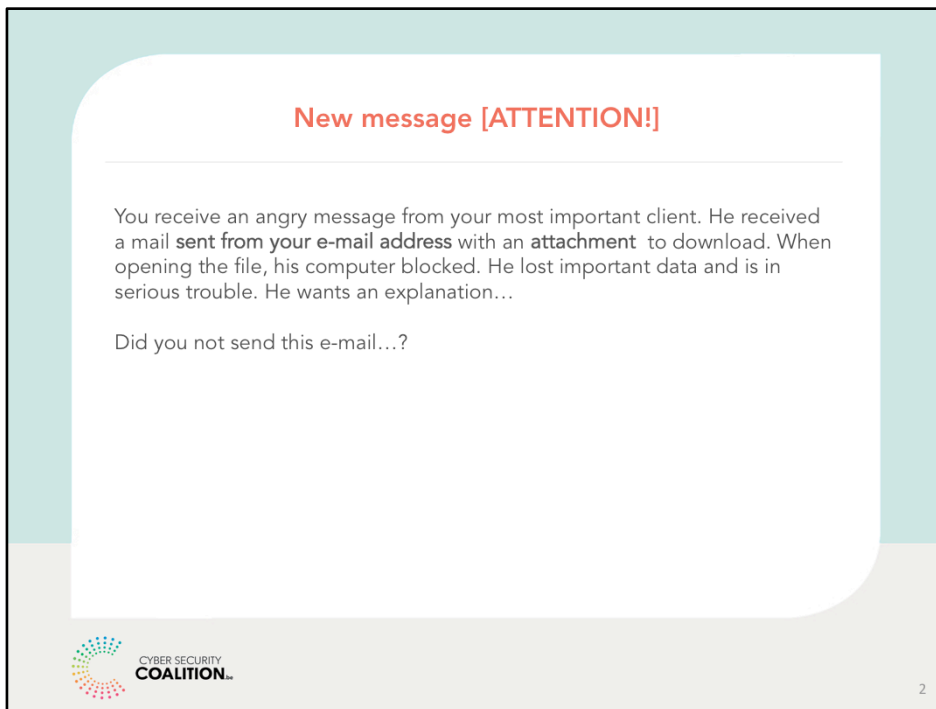 New message [ATTENTION!]
You receive an angry message from your most important client. He received
a mail sent from your e-mail address with an attachment  to download. When
opening the file, his computer blocked. He lost important data and is in
serious trouble. He wants an explanation…
Did you not send this e-mail…?
CYBER SECURITY
COALITION.be
2